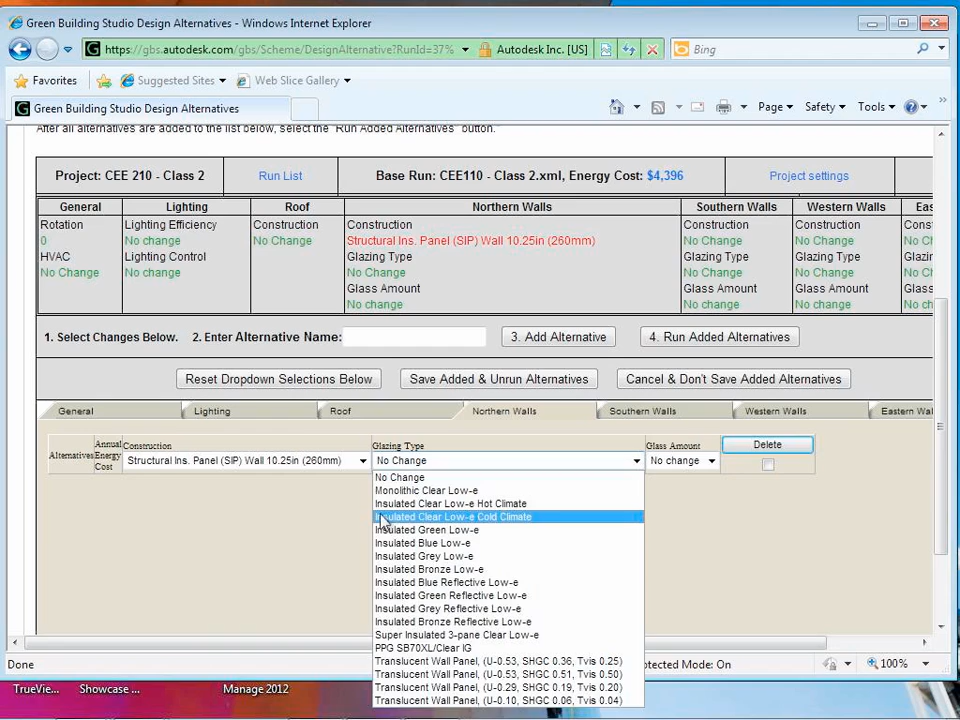 Green Building Studio Design Alternatives - Windows Internet Explorer
https://gbs.autodesk.com/gbs/Scheme/DesignAlternative?RunId=37% Autodesk Inc. [US] Bing
Favorites Suggested Sites Web Slice Gallery
Green Building Studio Design Alternatives Page Safety Tools
After all alternatives are added to the list below, select the "Run Added Alternatives" button.
Project: CEE 210 - Class 2 Run List Base Run: CEE110 - Class 2.xml, Energy Cost: $4,396 Project settings
General Lighting Roof Northern Walls Southern Walls Western Walls Eas
Rotation Lighting Efficiency Construction Construction Construction Construction Cons
0 No change No Change Structural Ins. Panel (SIP) Wall 10.25in (260mm) No Change No Change No C
HVAC Lighting Control Glazing Type Glazing Type Glazing Type Glaz
No Change No change No Change No Change No Change No C
Glass Amount Glass Amount Glass Amount Glas
No change No change No change No c
1. Select Changes Below. 2. Enter Alternative Name: 3. Add Alternative 4. Run Added Alternatives
Reset Dropdown Selections Below Save Added & Unrun Alternatives Cancel & Don't Save Added Alternatives
General Lighting Roof Northern Walls Southern Walls Western Walls Eastern Wall
Alternatives Annual Energy Cost Construction Glazing Type Glass Amount Delete
Structural Ins. Panel (SIP) Wall 10.25in (260mm) No Change No change
No Change
Monolithic Clear Low-e
Insulated Clear Low-e Hot Climate
Insulated Clear Low-e Cold Climate
Insulated Green Low-e
Insulated Blue Low-e
Insulated Grey Low-e
Insulated Bronze Low-e
Insulated Blue Reflective Low-e
Insulated Green Reflective Low-e
Insulated Grey Reflective Low-e
Insulated Bronze Reflective Low-e
Super Insulated 3-pane Clear Low-e
PPG SB70XL/Clear IG
Translucent Wall Panel, (U-0.53, SHGC 0.36, Tvis 0.25)
Translucent Wall Panel, (U-0.53, SHGC 0.51, Tvis 0.50)
Translucent Wall Panel, (U-0.29, SHGC 0.19, Tvis 0.20)
Translucent Wall Panel, (U-0.10, SHGC 0.06, Tvis 0.04)
Done otected Mode: On 100%
TrueView... Showcase ... Manage 2012